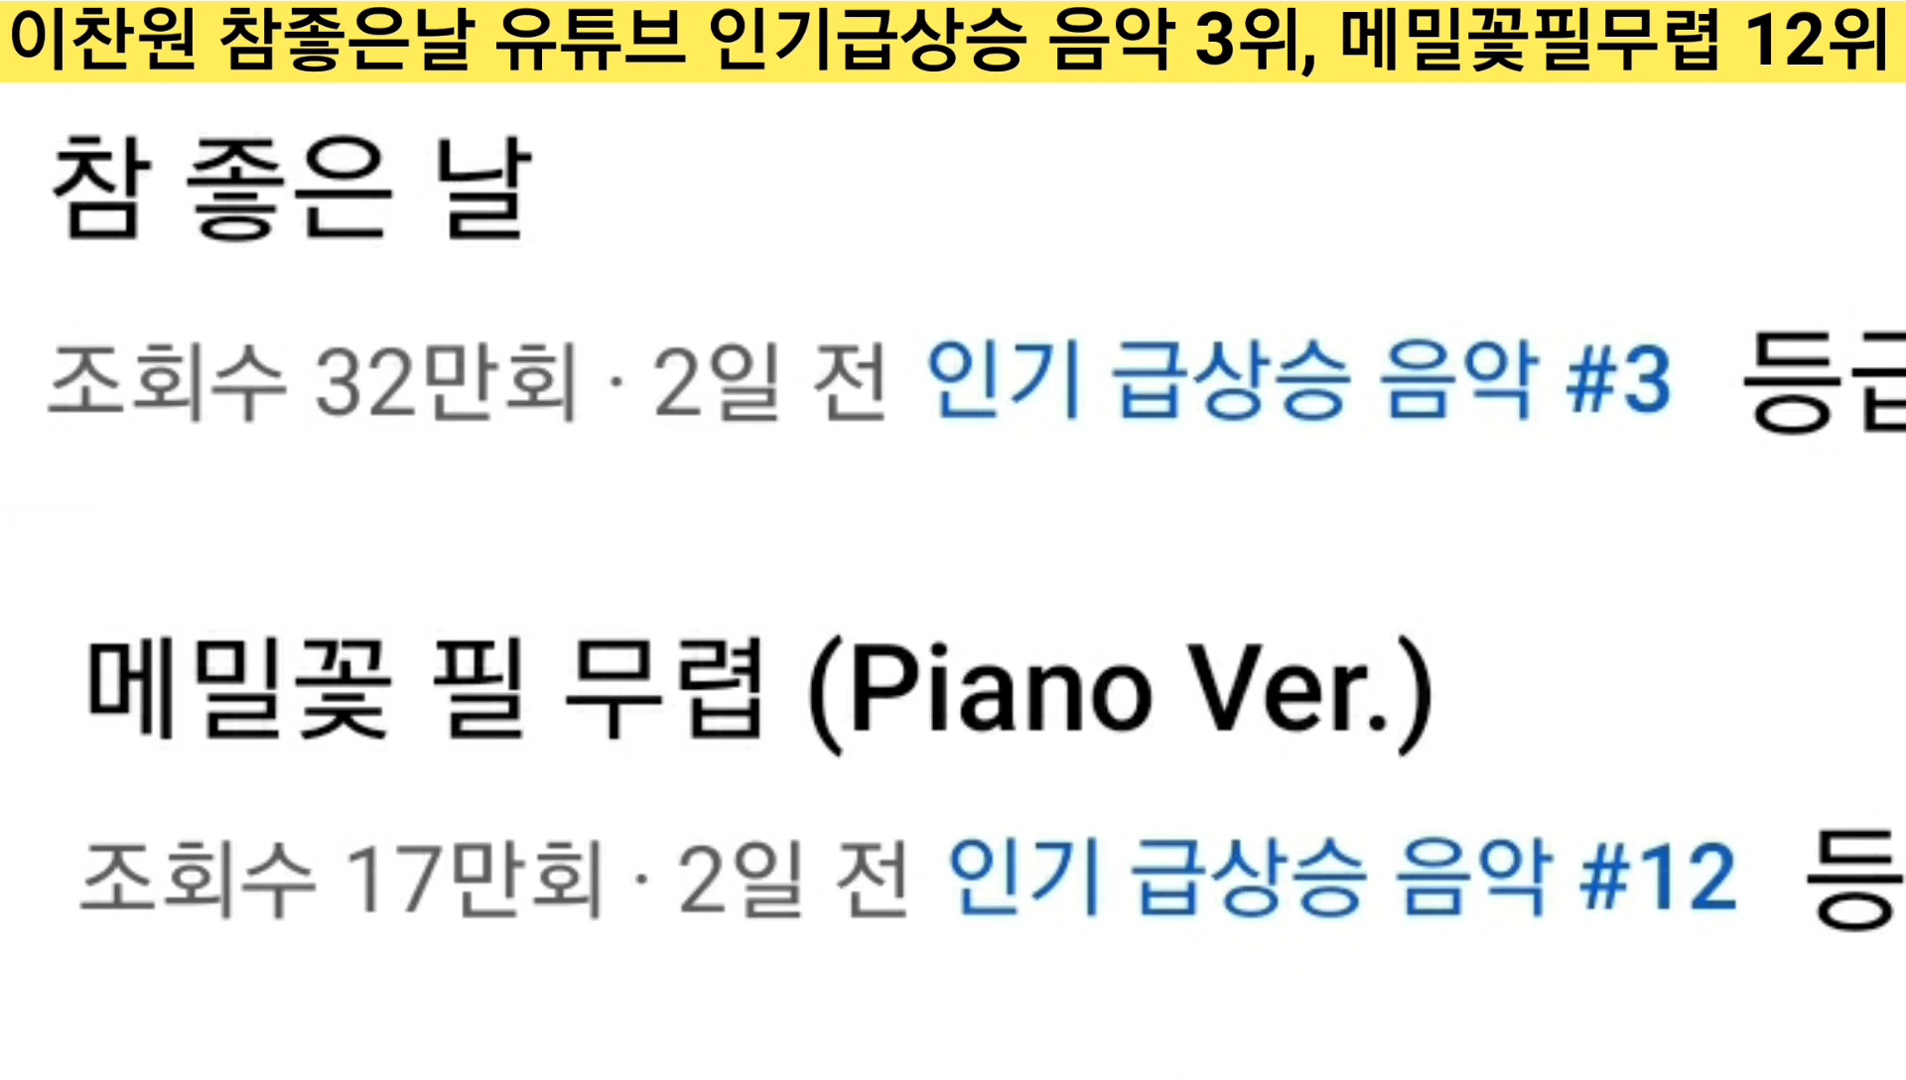 이찬원 참좋은날 유튜브 인기급상승 음악 3위, 메밀꽃필무렵 12위
참 좋은 날
조회수 32만회 · 2일 전 인기 급상승 음악 #3 등급
메밀꽃 필 무렵 (Piano Ver.)
조회수 17만회 · 2일 전 인기 급상승 음악 #12 등